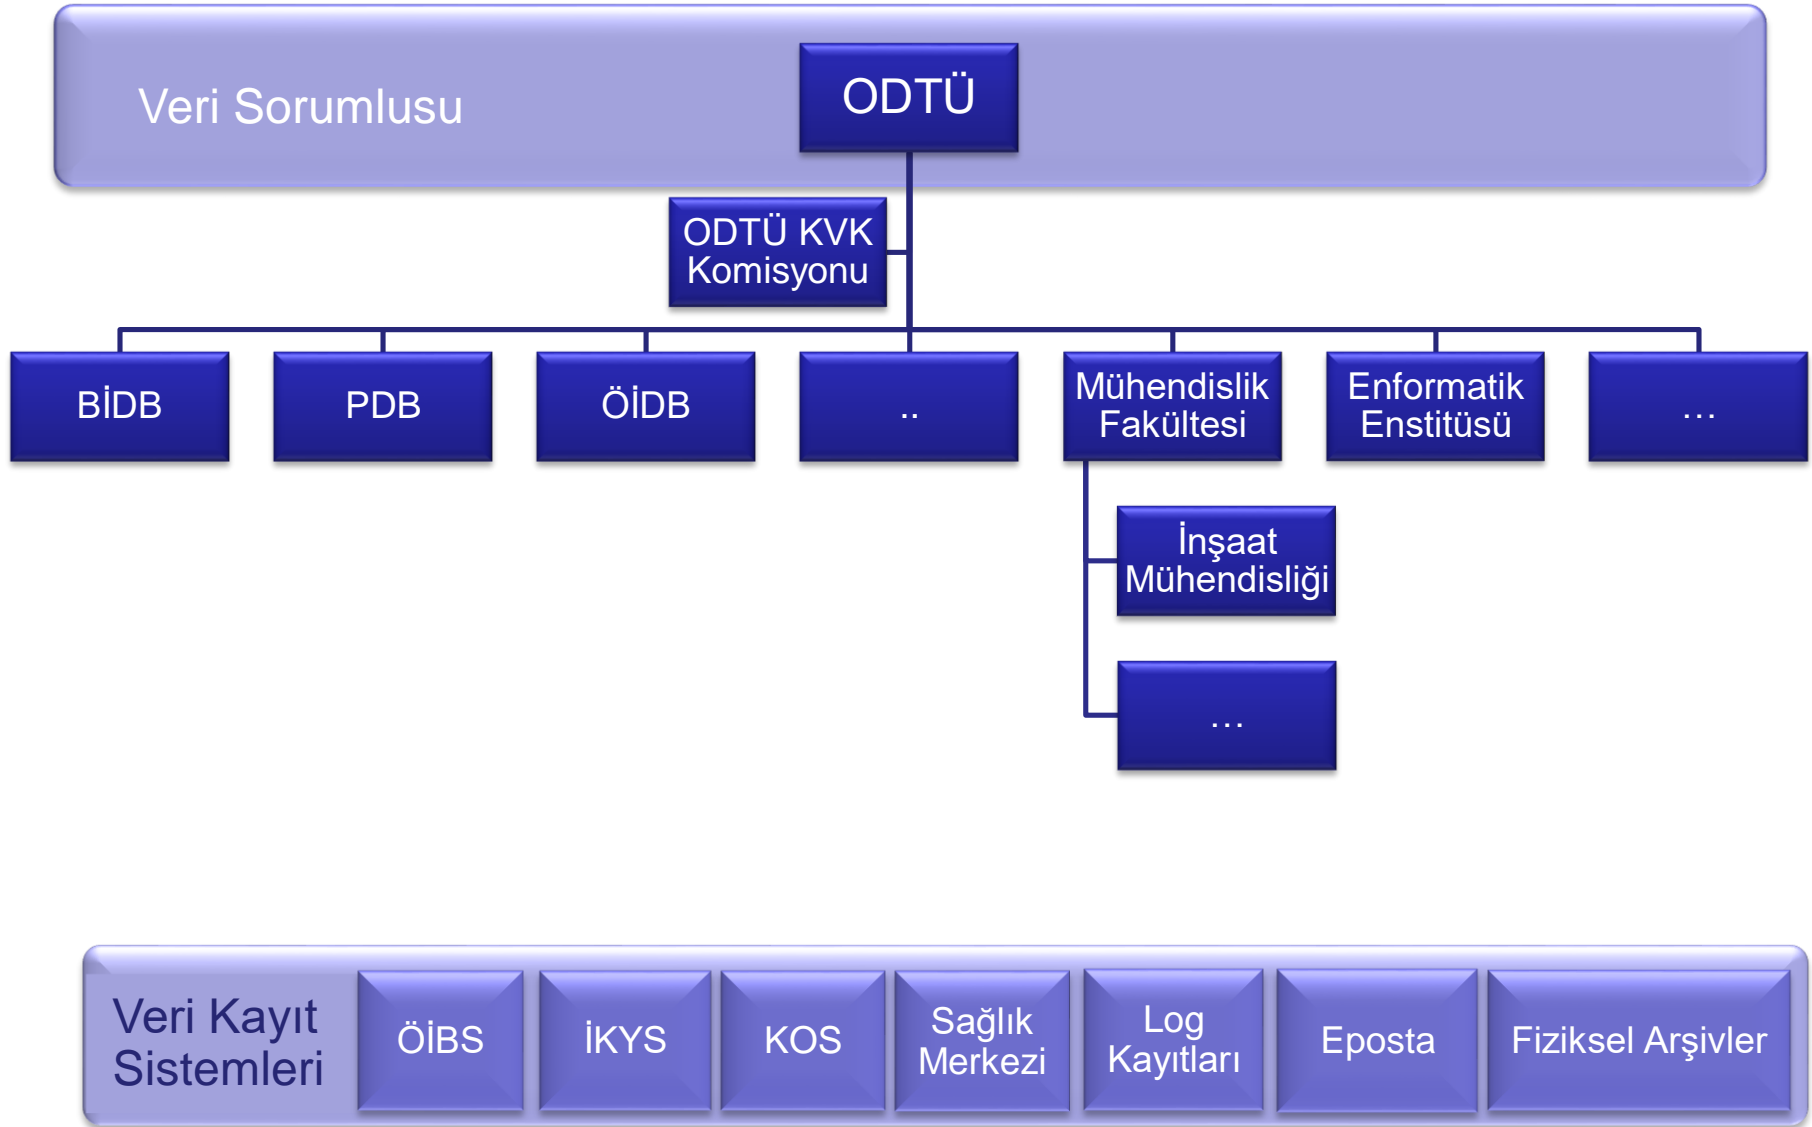 Veri Sorumlusu
ODTÜ
ODTÜ KVK
Komisyonu
BİDB
PDB
ÖİDB
..
Mühendislik
Fakültesi
Enformatik
Enstitüsü
...
İnşaat
Mühendisliği
...
Veri Kayıt
Sistemleri
ÖİBS
İKYS
KOS
Sağlık
Merkezi
Log
Kayıtları
Eposta
Fiziksel Arşivler